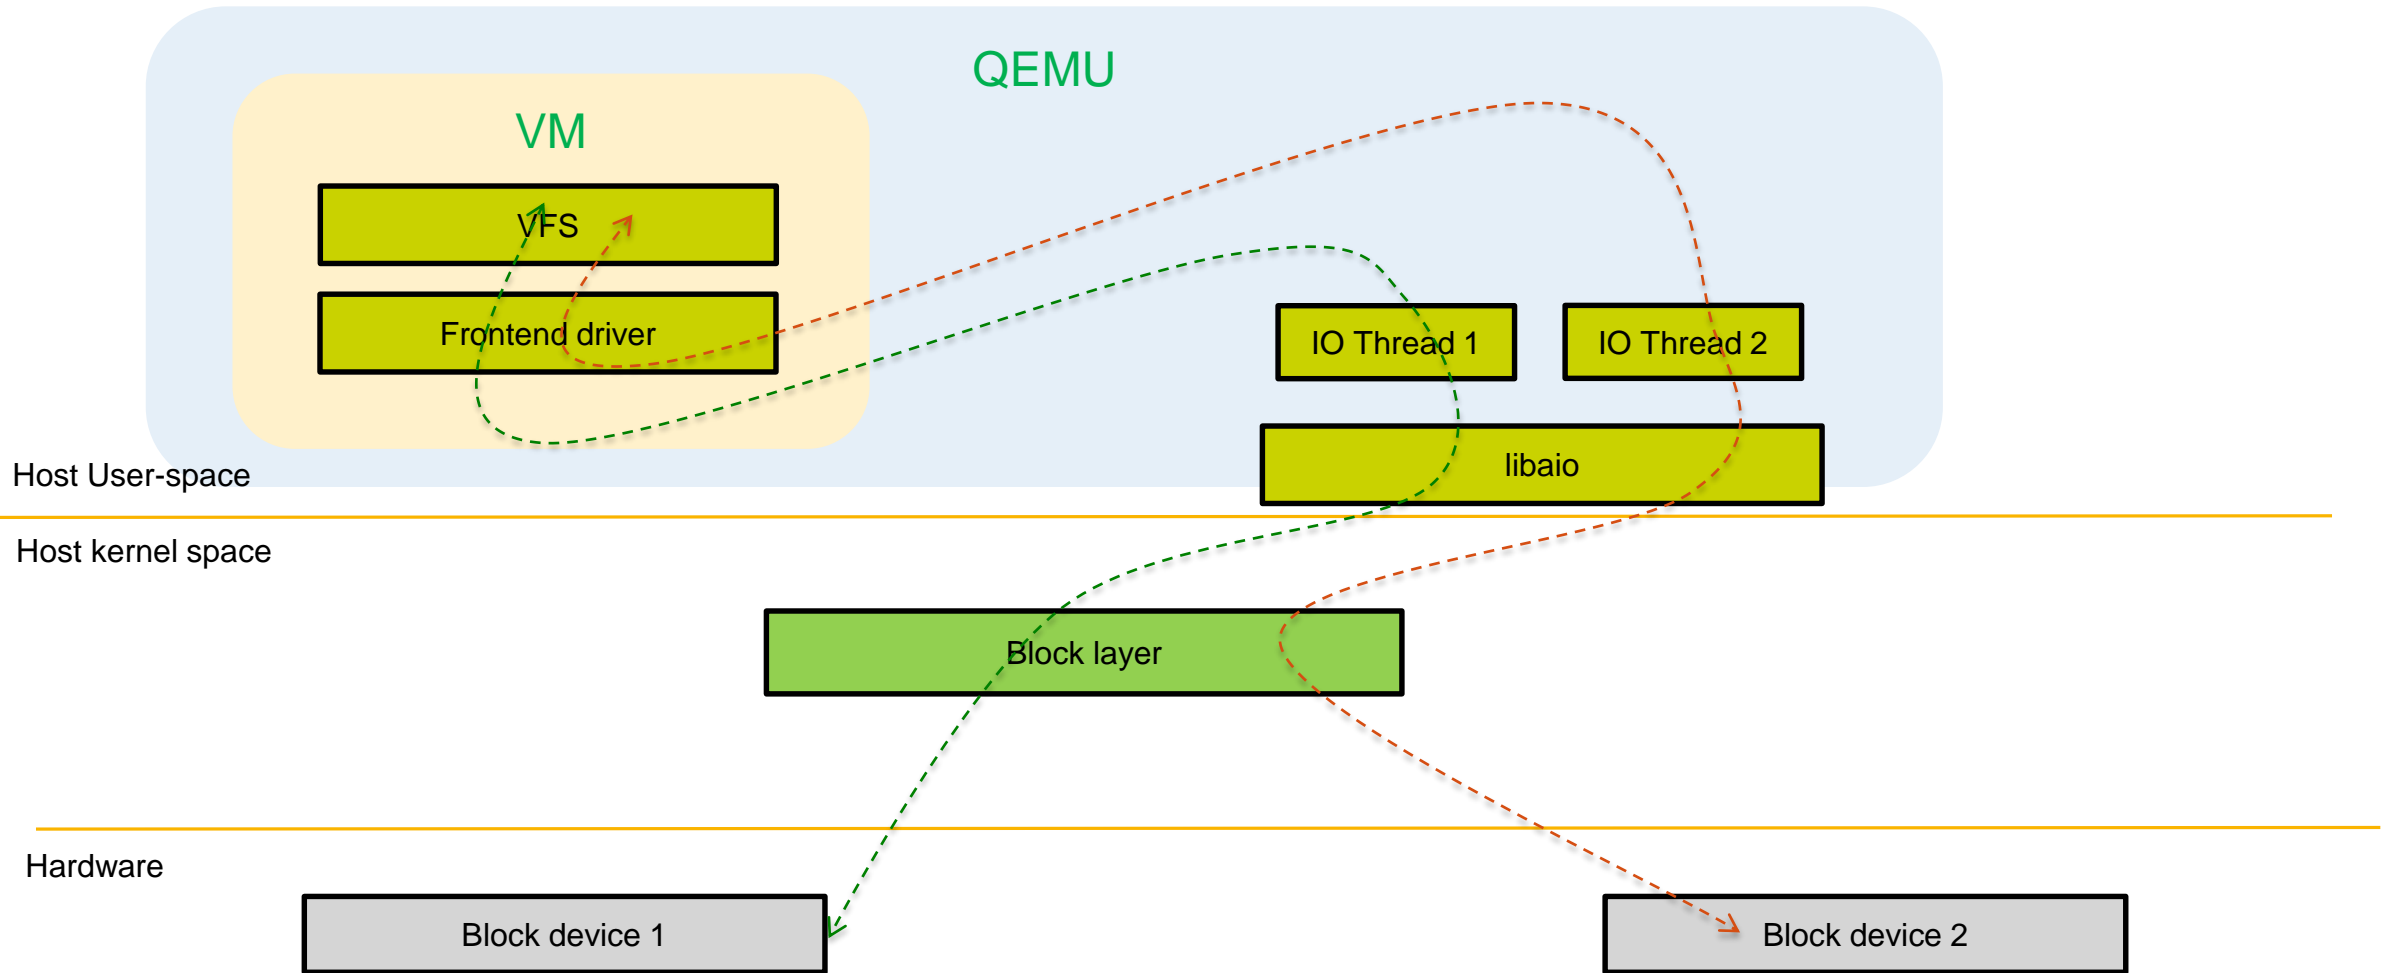 QEMU
VM
VFS
Frontend driver
IO Thread 1
IO Thread 2
libaio
Host User-space
Host kernel space
Block layer
Hardware
Block device 1
Block device 2